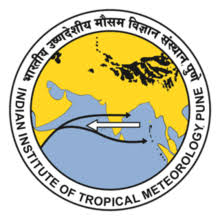 भारतीय उष्णदेशीय मौसम विज्ञान संस्थान पुणे
INDIAN INSTITUTE OF TROPICAL METEOROLOGY PUNE